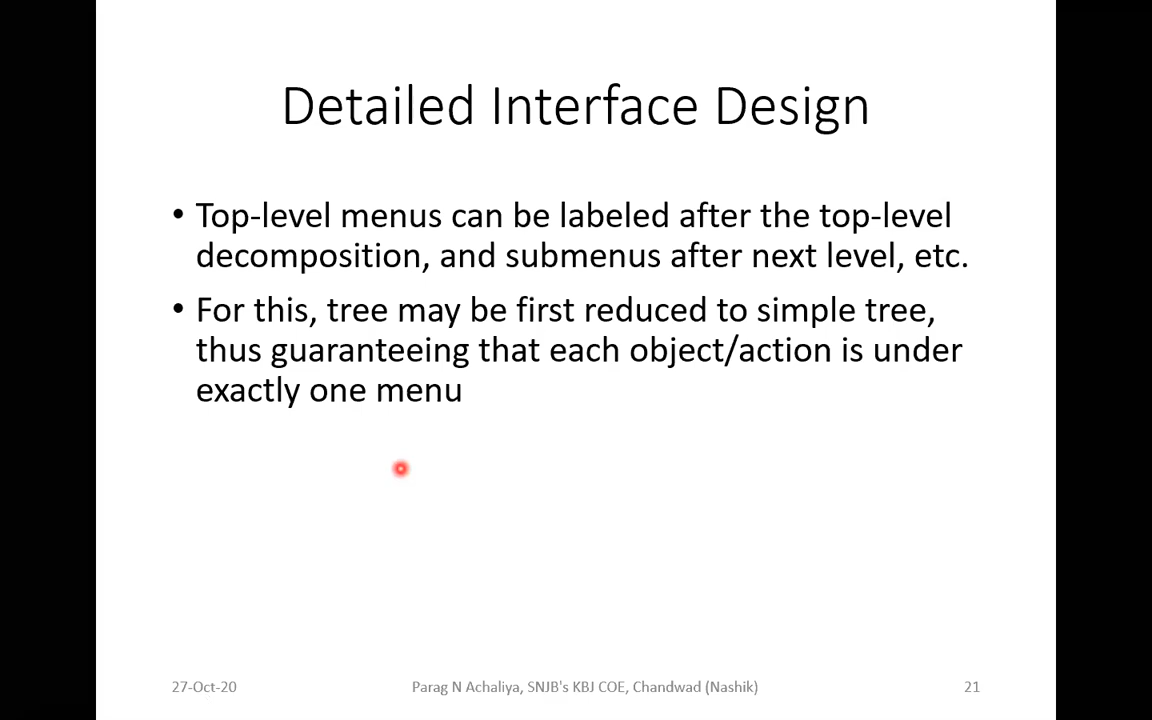 Detailed Interface Design
• Top-level menus can be labeled after the top-level
decomposition, and submenus after next level, etc.
• For this, tree may be first reduced to simple tree,
thus guaranteeing that each object/action is under
exactly one menu
27-Oct-20
Parag N Achaliya, SNJB's KBJ COE, Chandwad (Nashik)
21